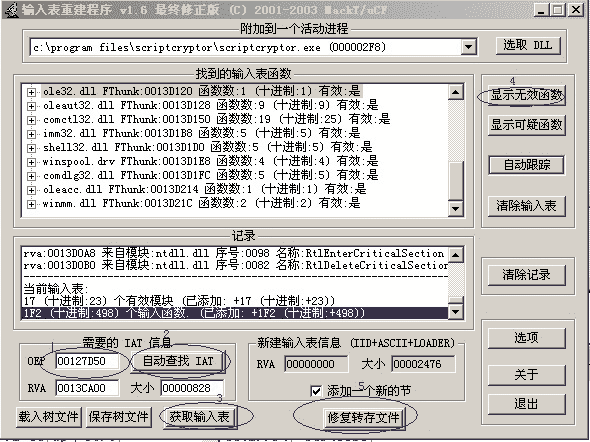 输入表重建程序 v1.6 最终修正版 (C) 2001-2003 MackT/uCF
附加到一个活动进程
c:\program files\scriptcryptor\scriptcryptor.exe (000002F8)
选取 DLL
找到的输入表函数
ole32.dll FThunk:0013D120 函数数:1 (十进制:1) 有效:是
oleaut32.dll FThunk:0013D128 函数数:9 (十进制:9) 有效:是
comctl32.dll FThunk:0013D150 函数数:19 (十进制:25) 有效:是
imm32.dll FThunk:0013D1B8 函数数:5 (十进制:5) 有效:是
shell32.dll FThunk:0013D1D0 函数数:5 (十进制:5) 有效:是
winspool.drv FThunk:0013D1E8 函数数:4 (十进制:4) 有效:是
comdlg32.dll FThunk:0013D1FC 函数数:5 (十进制:5) 有效:是
oleacc.dll FThunk:0013D214 函数数:1 (十进制:1) 有效:是
winmm.dll FThunk:0013D21C 函数数:2 (十进制:2) 有效:是
4
显示无效函数
显示可疑函数
自动跟踪
清除输入表
记录
rva:0013D0A8 来自模块:ntdll.dll 序号:0098 名称:RtlEnterCriticalSection
rva:0013D0B0 来自模块:ntdll.dll 序号:0082 名称:RtlDeleteCriticalSection
当前输入表:
17 (十进制:23) 个有效模块 (已添加: +17 (十进制:+23))
1F2 (十进制:498) 个输入函数. (已添加: +1F2 (十进制:+498))
清除记录
需要的 IAT 信息
1
2
OEP 00127D50 自动查找 IAT
RVA 0013CA00 大小 00000828
3
载入树文件 保存树文件 获取输入表
新建输入表信息 (IID+ASCII+LOADER)
RVA 00000000 大小 00002476
5
添加一个新的节
修复转存文件
选项
关于
退出